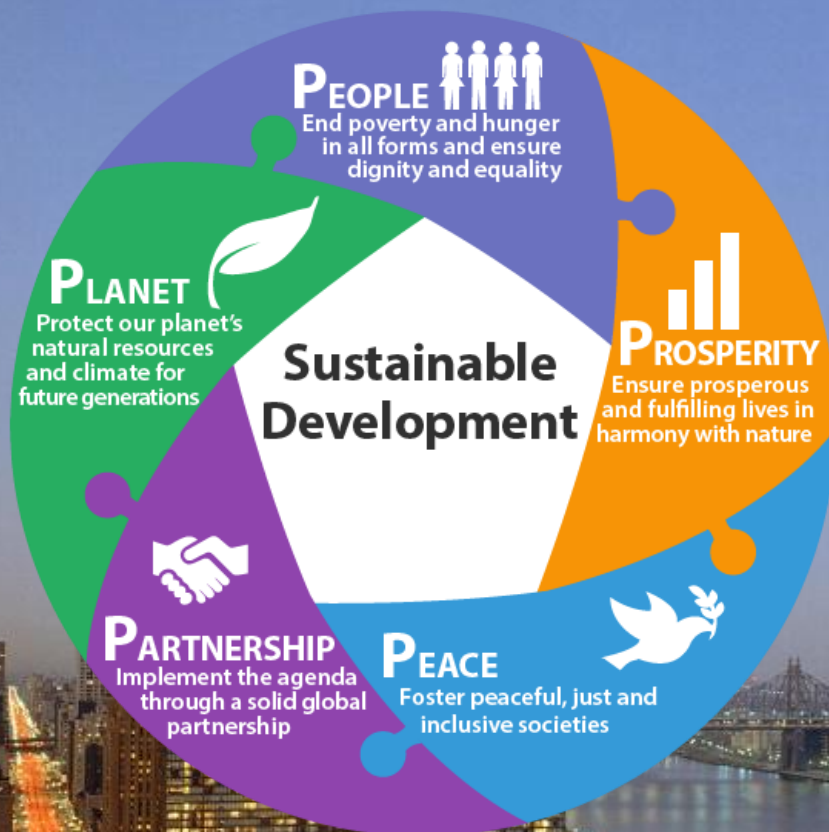 PEOPLE
End poverty and hunger
in all forms and ensure
dignity and equality
PLANET
Protect our planet's
natural resources
and climate for
future generations
Sustainable
Development
PROSPERITY
Ensure prosperous
and fulfilling lives in
harmony with nature
PARTNERSHIP
Implement the agenda
through a solid global
partnership
PEACE
Foster peaceful, just and
inclusive societies